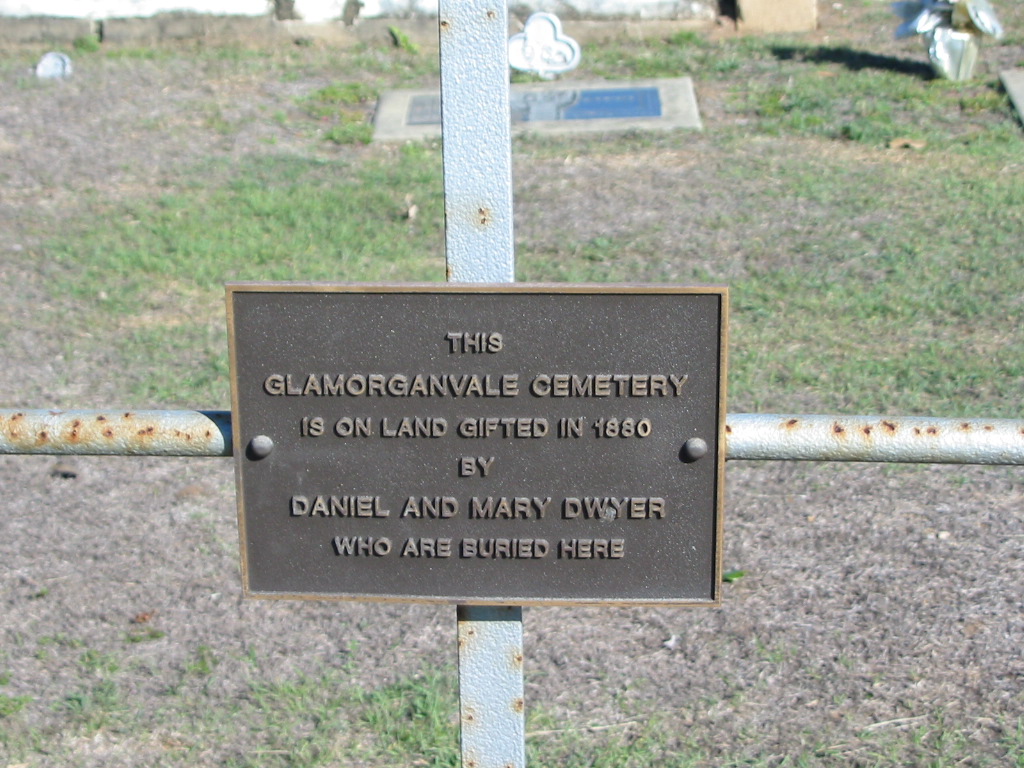 THIS
GLAMORGANVALE CEMETERY
IS ON LAND GIFTED IN 1880
BY
DANIEL AND MARY DWYER
WHO ARE BURIED HERE